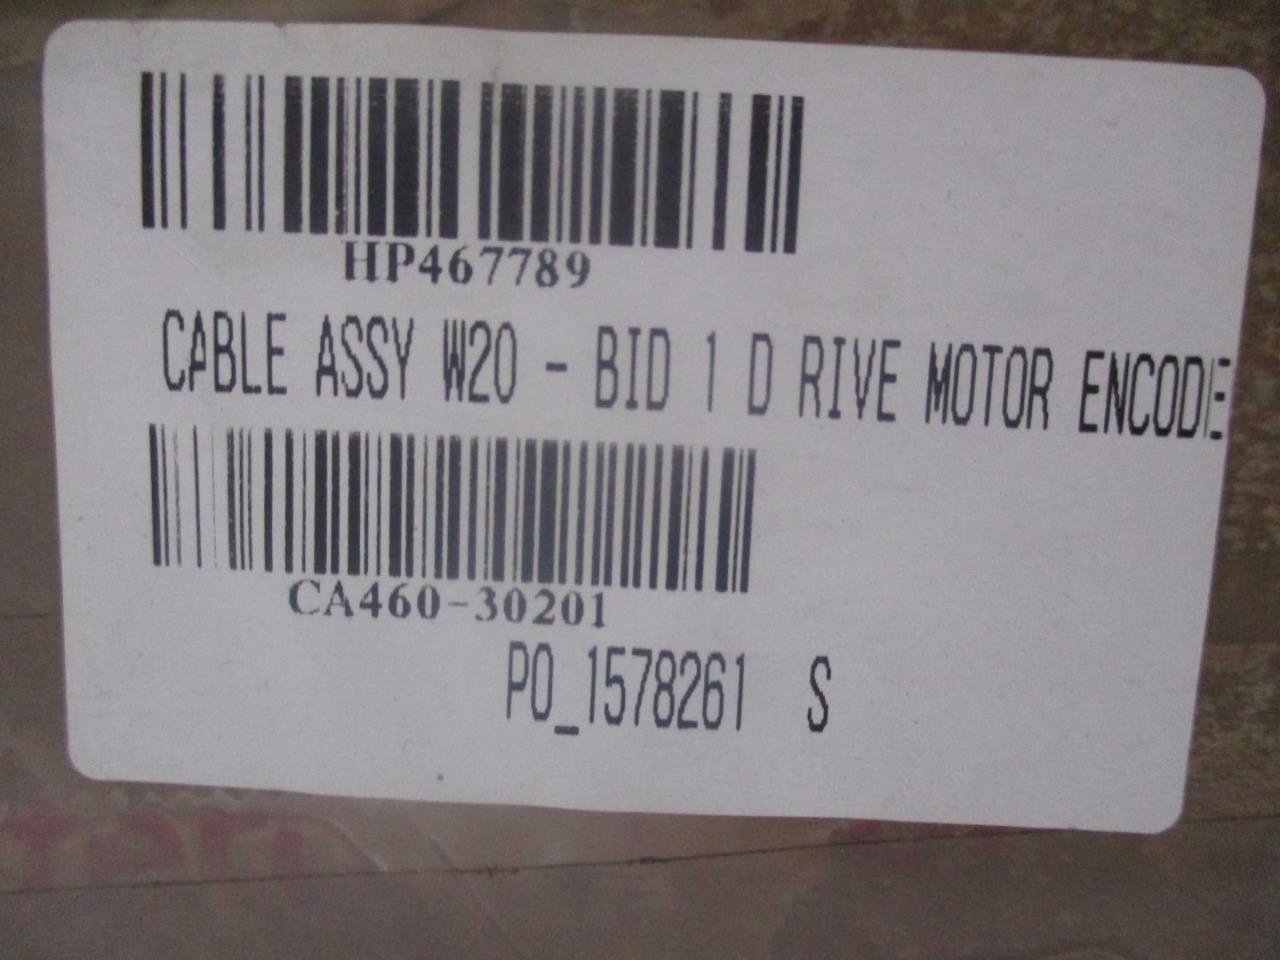 HP467789
CABLE ASSY W20 - BID 1 D RIVE MOTOR ENCODE
CA460-30201
PO_1578261 S